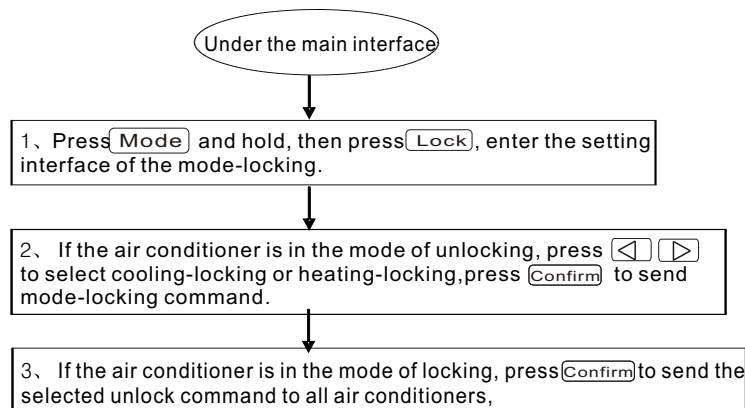 Under the main interface
1、Press Mode and hold, then press Lock, enter the setting
interface of the mode-locking.
2、 If the air conditioner is in the mode of unlocking, press
to select cooling-locking or heating-locking,press Confirm to send
mode-locking command.
3、 If the air conditioner is in the mode of locking, press Confirm to send the
selected unlock command to all air conditioners,